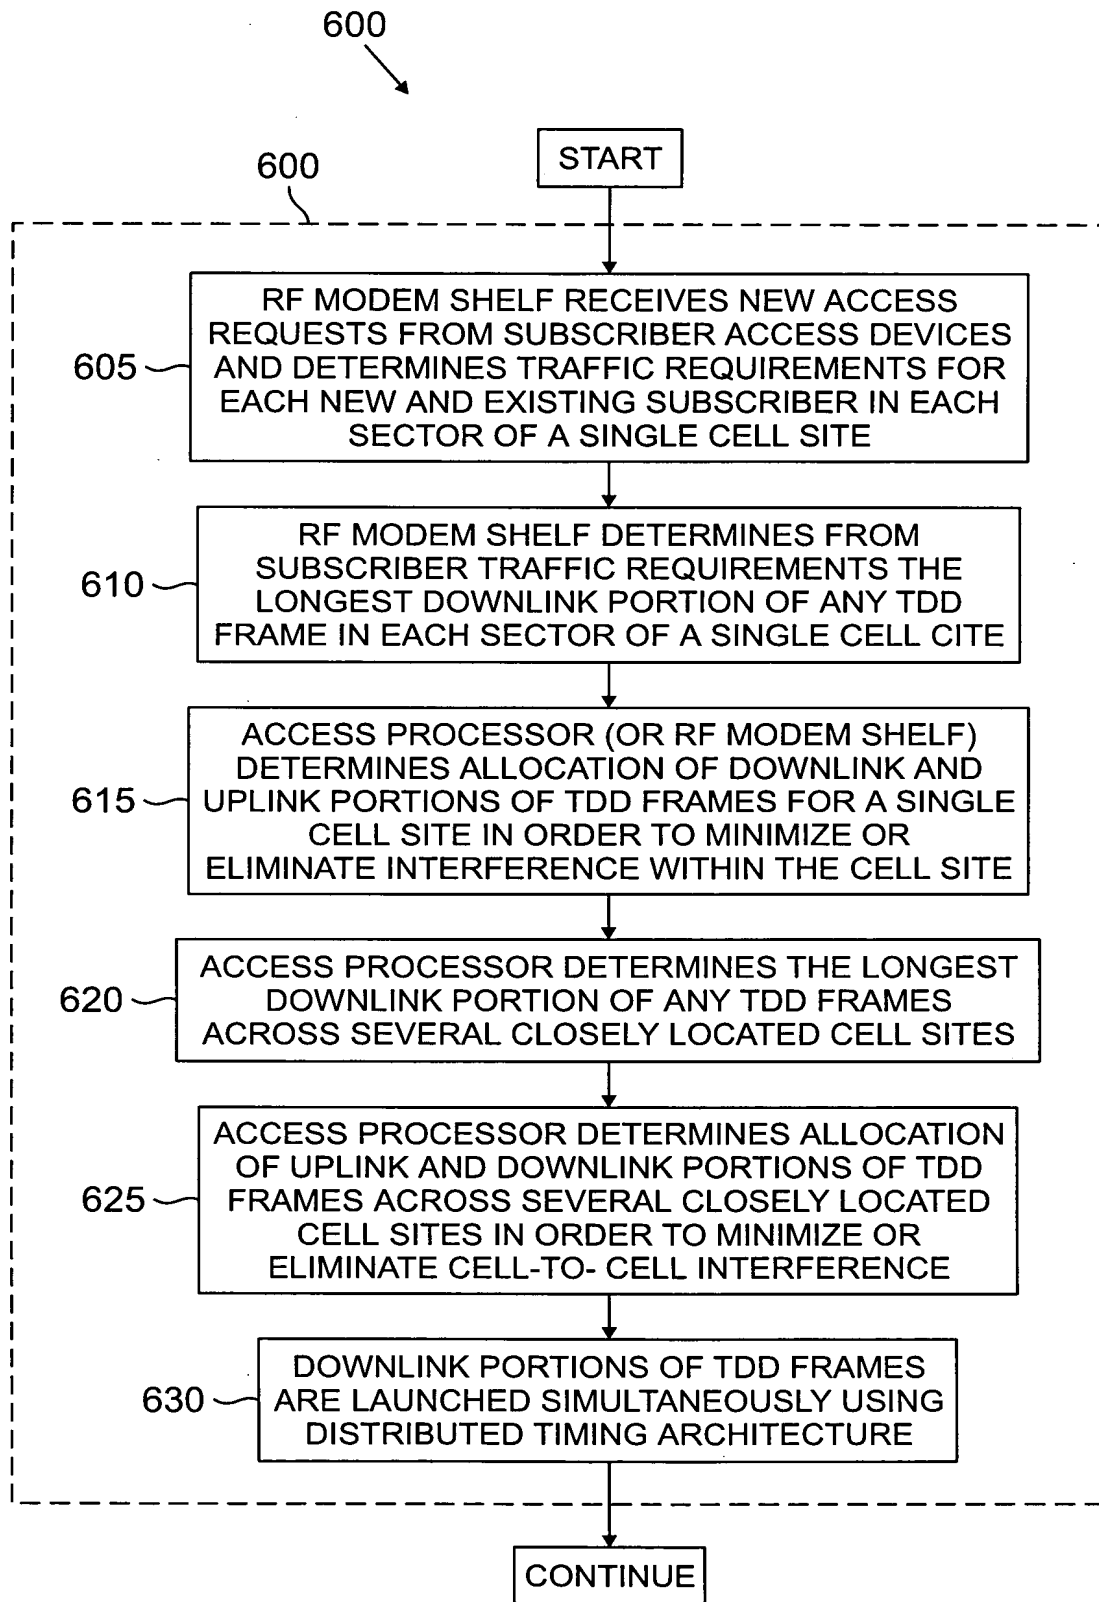 600
START
600
RF MODEM SHELF RECEIVES NEW ACCESS
REQUESTS FROM SUBSCRIBER ACCESS DEVICES
AND DETERMINES TRAFFIC REQUIREMENTS FOR
EACH NEW AND EXISTING SUBSCRIBER IN EACH
SECTOR OF A SINGLE CELL SITE
605
RF MODEM SHELF DETERMINES FROM
SUBSCRIBER TRAFFIC REQUIREMENTS THE
LONGEST DOWNLINK PORTION OF ANY TDD
FRAME IN EACH SECTOR OF A SINGLE CELL CITE
610
ACCESS PROCESSOR (OR RF MODEM SHELF)
DETERMINES ALLOCATION OF DOWNLINK AND
UPLINK PORTIONS OF TDD FRAMES FOR A SINGLE
CELL SITE IN ORDER TO MINIMIZE OR
ELIMINATE INTERFERENCE WITHIN THE CELL SITE
615
ACCESS PROCESSOR DETERMINES THE LONGEST
DOWNLINK PORTION OF ANY TDD FRAMES
ACROSS SEVERAL CLOSELY LOCATED CELL SITES
620
ACCESS PROCESSOR DETERMINES ALLOCATION
OF UPLINK AND DOWNLINK PORTIONS OF TDD
FRAMES ACROSS SEVERAL CLOSELY LOCATED
CELL SITES IN ORDER TO MINIMIZE OR
ELIMINATE CELL-TO- CELL INTERFERENCE
625
DOWNLINK PORTIONS OF TDD FRAMES
ARE LAUNCHED SIMULTANEOUSLY USING
DISTRIBUTED TIMING ARCHITECTURE
630
CONTINUE